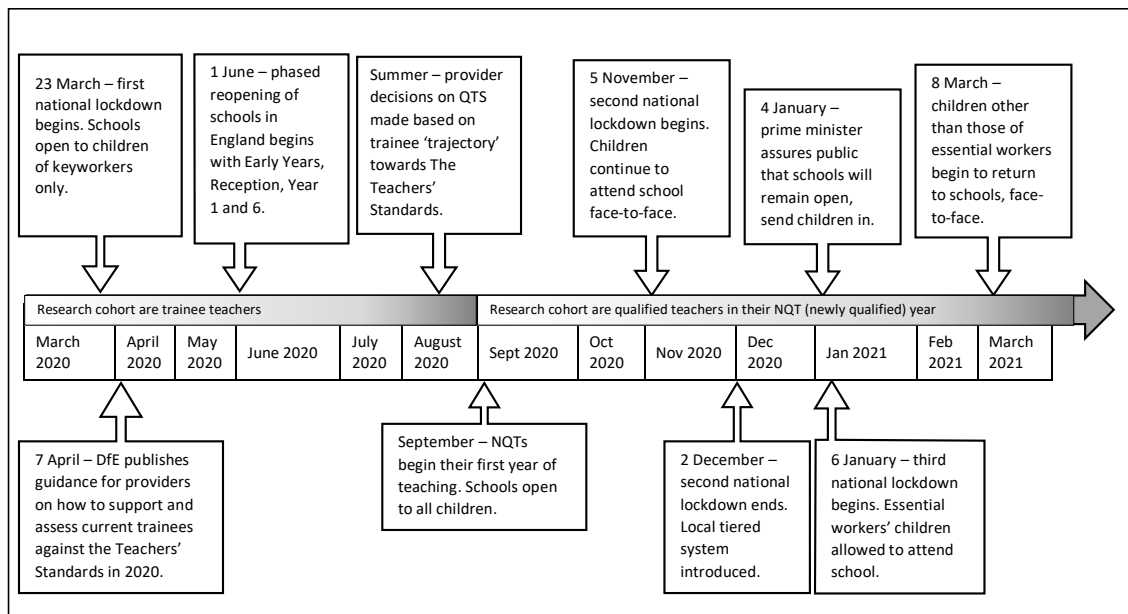 23 March – first
national lockdown
begins. Schools
open to children
of keyworkers
only.
1 June – phased
reopening of
schools in
England begins
with Early Years,
Reception, Year
1 and 6.
Summer – provider
decisions on QTS
made based on
trainee ‘trajectory’
towards The
Teachers’
Standards.
5 November –
second national
lockdown begins.
Children
continue to
attend school
face-to-face.
4 January –
prime minister
assures public
that schools will
remain open,
send children in.
8 March –
children other
than those of
essential workers
begin to return
to schools, face-
to-face.
Research cohort are trainee teachers
Research cohort are qualified teachers in their NQT (newly qualified) year
March
2020
April
2020
May
2020
June 2020
July
2020
August
2020
Sept 2020
Oct
2020
Nov 2020
Dec
2020
Jan 2021
Feb
2021
March
2021
7 April – DfE publishes
guidance for providers
on how to support and
assess current trainees
against the Teachers’
Standards in 2020.
September – NQTs
begin their first year of
teaching. Schools open
to all children.
2 December –
second national
lockdown ends.
Local tiered
system
introduced.
6 January – third
national lockdown
begins. Essential
workers’ children
allowed to attend
school.